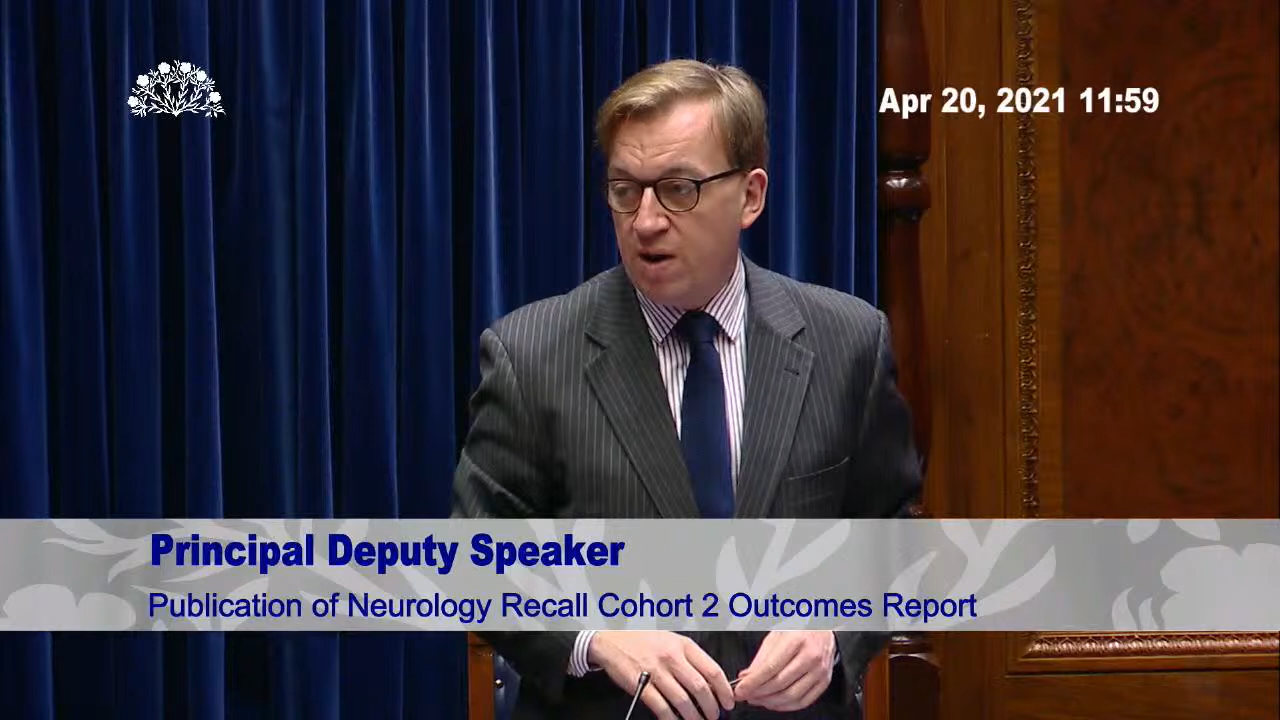 Apr 20, 2021 11:59
Principal Deputy Speaker
Publication of Neurology Recall Cohort 2 Outcomes Report